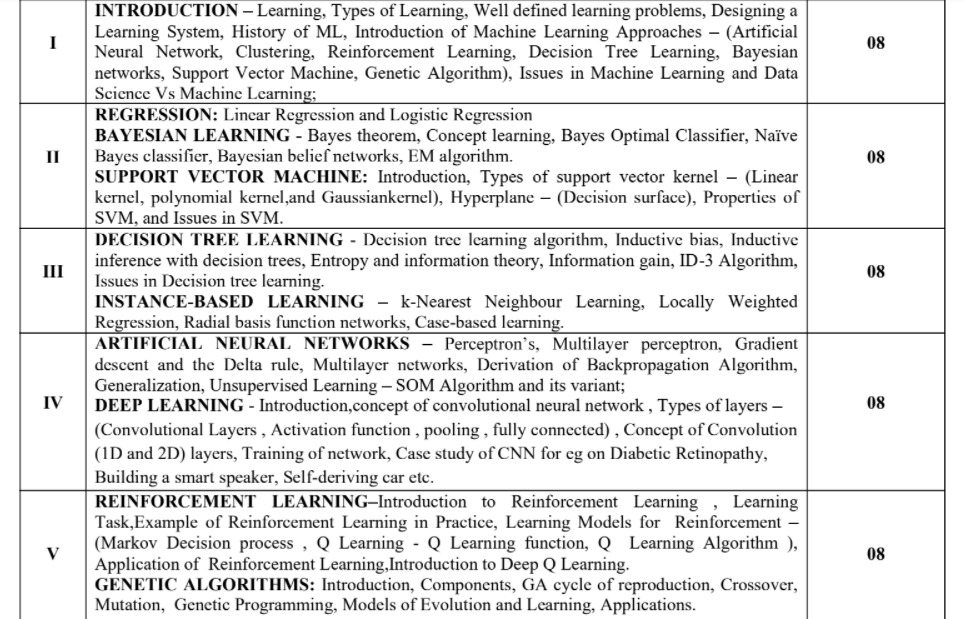 I
INTRODUCTION – Learning, Types of Learning, Well defined learning problems, Designing a
Learning System, History of ML, Introduction of Machine Learning Approaches – (Artificial
Neural Network, Clustering, Reinforcement Learning, Decision Tree Learning, Bayesian
networks, Support Vector Machine, Genetic Algorithm), Issues in Machine Learning and Data
Science Vs Machine Learning;
08
II
REGRESSION: Linear Regression and Logistic Regression
BAYESIAN LEARNING - Bayes theorem, Concept learning, Bayes Optimal Classifier, Naïve
Bayes classifier, Bayesian belief networks, EM algorithm.
SUPPORT VECTOR MACHINE: Introduction, Types of support vector kernel – (Linear
kernel, polynomial kernel,and Gaussiankernel), Hyperplane – (Decision surface), Properties of
SVM, and Issues in SVM.
08
III
DECISION TREE LEARNING - Decision tree learning algorithm, Inductive bias, Inductive
inference with decision trees, Entropy and information theory, Information gain, ID-3 Algorithm,
Issues in Decision tree learning.
INSTANCE-BASED LEARNING – k-Nearest Neighbour Learning, Locally Weighted
Regression, Radial basis function networks, Case-based learning.
08
IV
ARTIFICIAL NEURAL NETWORKS – Perceptron's, Multilayer perceptron, Gradient
descent and the Delta rule, Multilayer networks, Derivation of Backpropagation Algorithm,
Generalization, Unsupervised Learning – SOM Algorithm and its variant;
DEEP LEARNING - Introduction,concept of convolutional neural network , Types of layers –
(Convolutional Layers , Activation function , pooling , fully connected) , Concept of Convolution
(1D and 2D) layers, Training of network, Case study of CNN for eg on Diabetic Retinopathy,
Building a smart speaker, Self-deriving car etc.
08
V
REINFORCEMENT LEARNING–Introduction to Reinforcement Learning , Learning
Task,Example of Reinforcement Learning in Practice, Learning Models for Reinforcement –
(Markov Decision process , Q Learning - Q Learning function, Q Learning Algorithm ),
Application of Reinforcement Learning,Introduction to Deep Q Learning.
GENETIC ALGORITHMS: Introduction, Components, GA cycle of reproduction, Crossover,
Mutation, Genetic Programming, Models of Evolution and Learning, Applications.
08